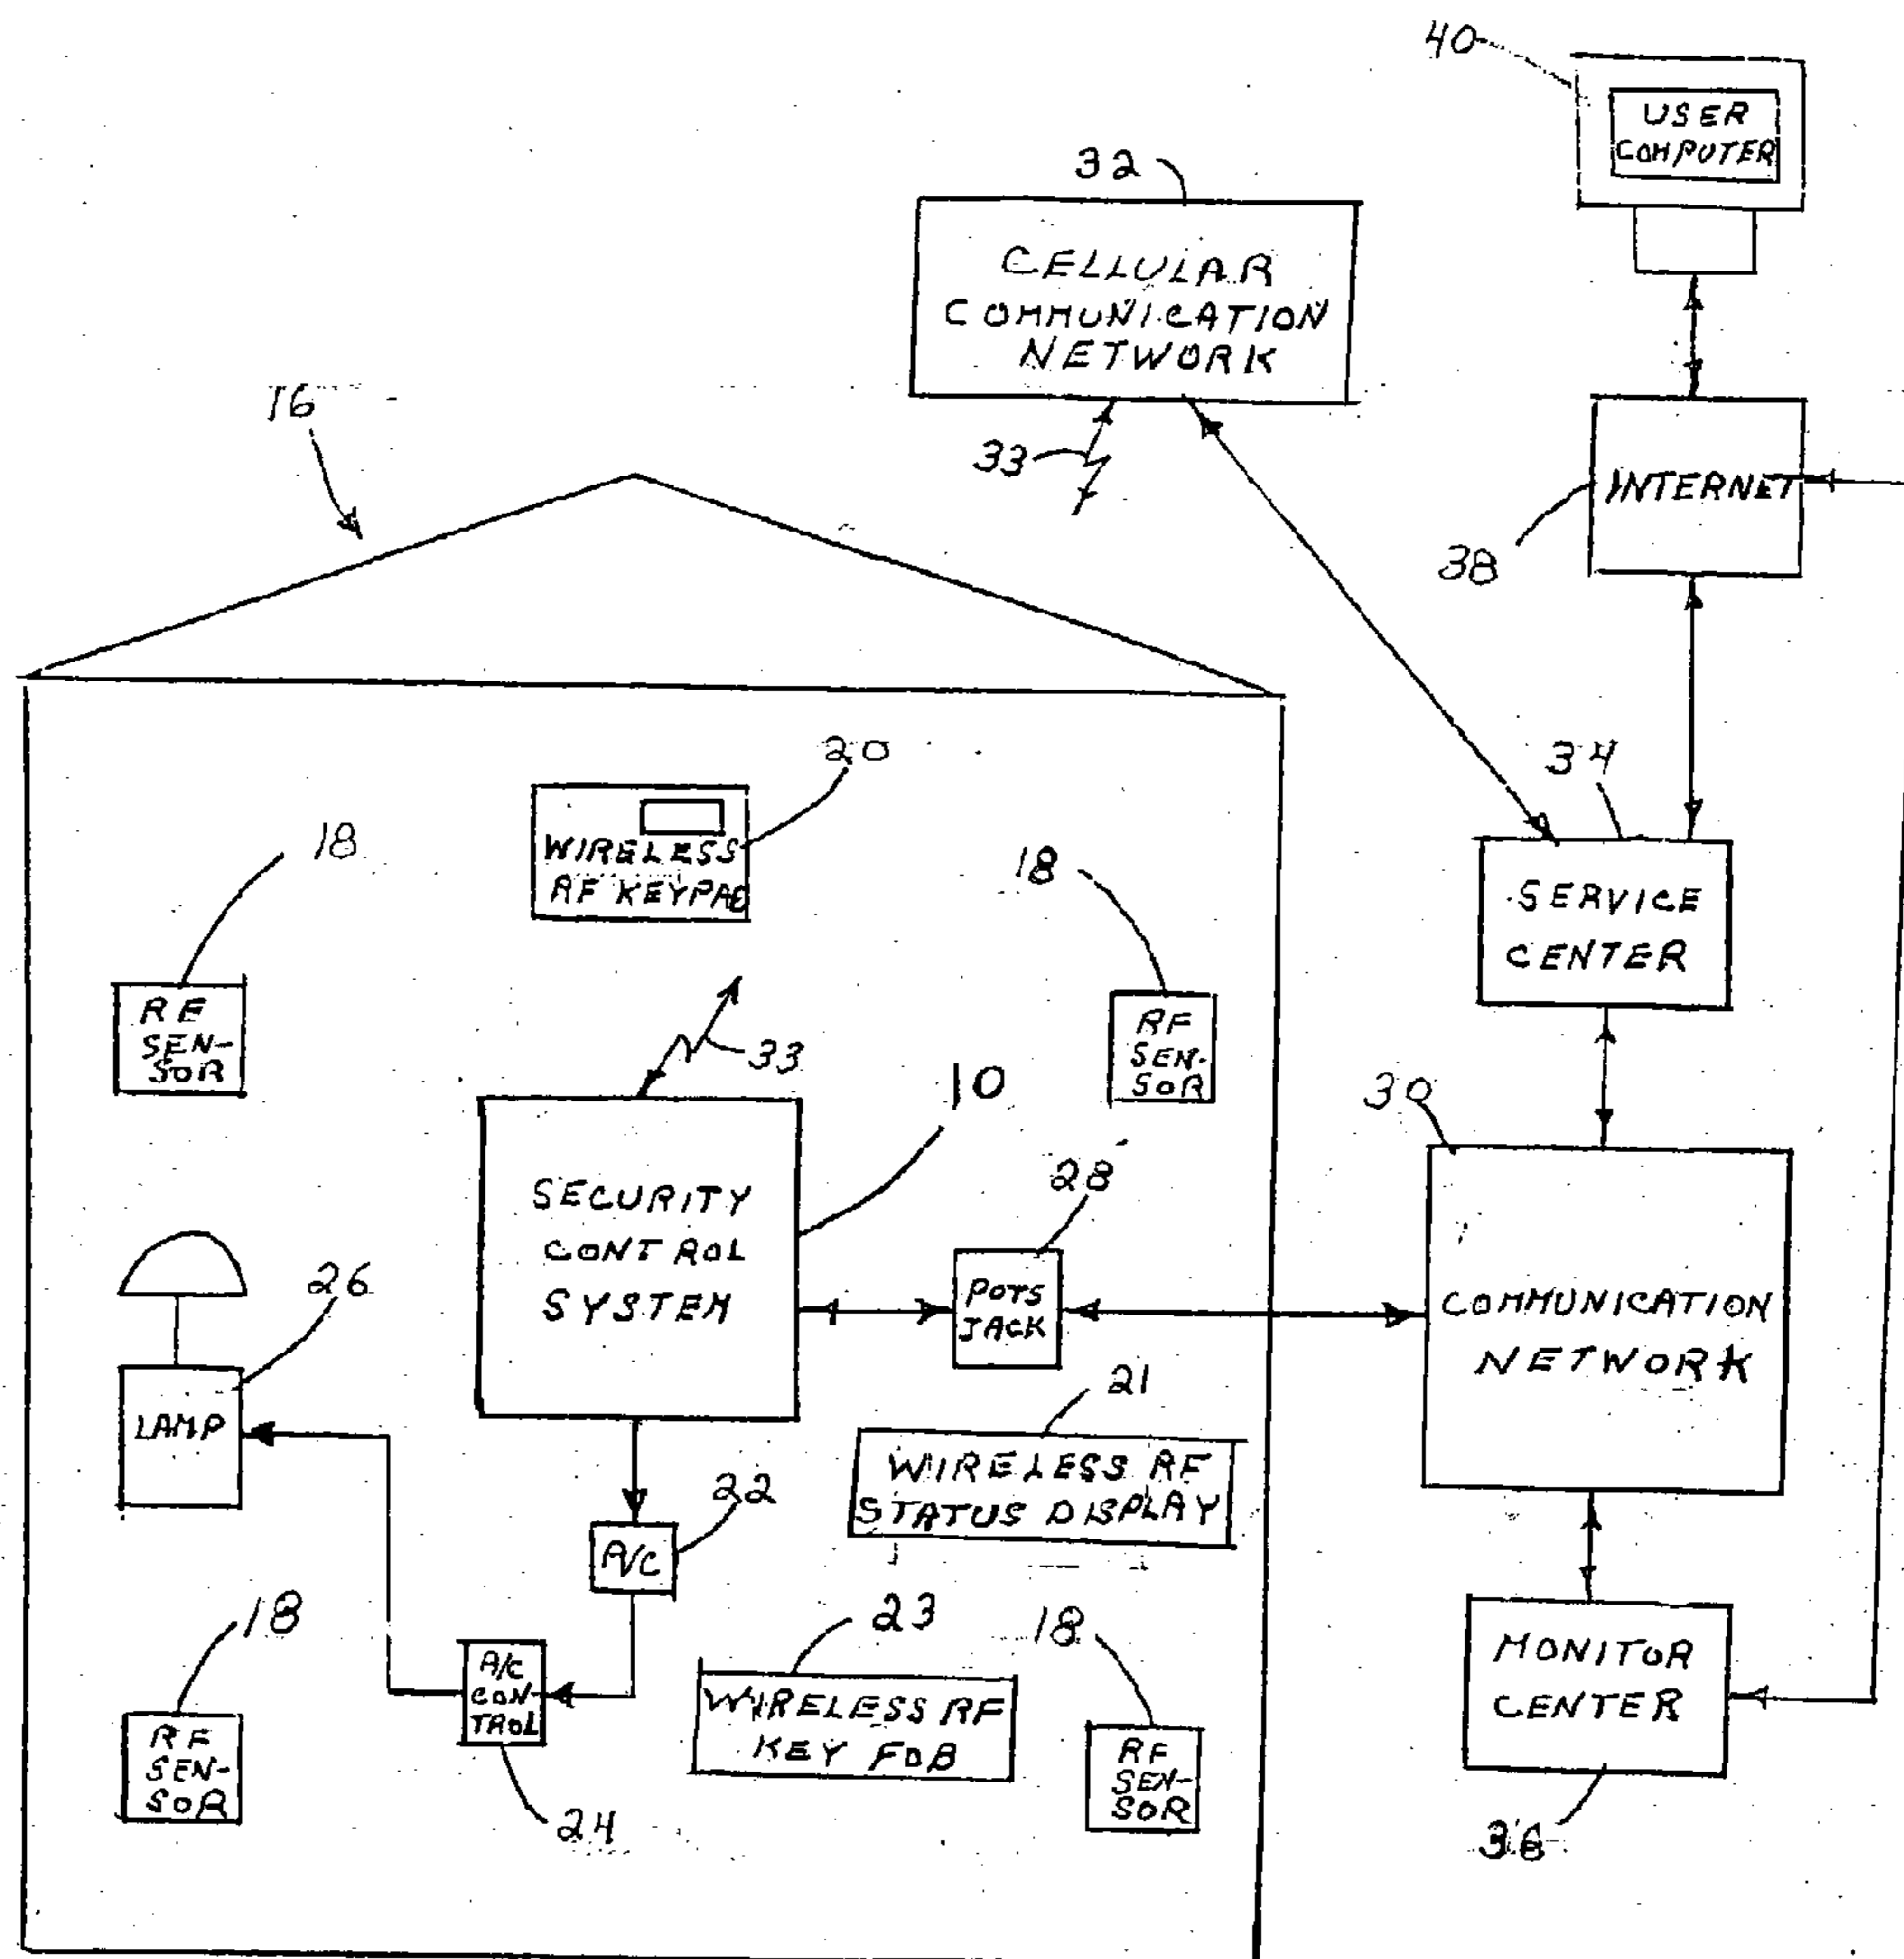 40
USER
COMPUTER
32
CELLULAR
COMMUNICATION
NETWORK
16
33
INTERNET
38
20
WIRELESS
RF KEYPAD
34
18
18
SERVICE
CENTER
RF
SEN-
SOR
RF
SEN-
SOR
33
10
30
SECURITY
CONTROL
SYSTEM
28
26
POTS
JACK
COMMUNICATION
NETWORK
LAMP
21
WIRELESS RF
STATUS DISPLAY
22
A/C
18
23
18
MONITOR
CENTER
A/C
CON-
TROL
WIRELESS RF
KEY FOB
RF
SEN-
SOR
RF
SEN-
SOR
24
36